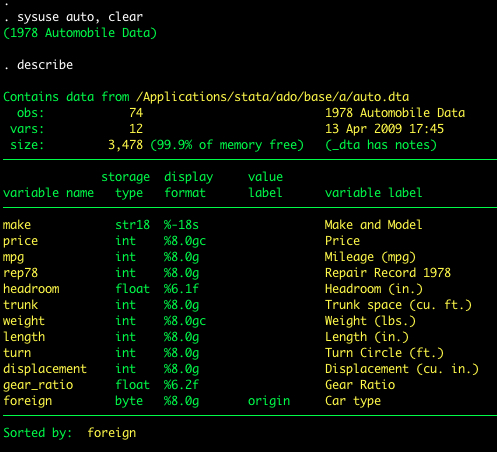 .
. sysuse auto, clear
(1978 Automobile Data)
. describe
Contains data from /Applications/stata/ado/base/a/auto.dta
obs: 74 1978 Automobile Data
vars: 12 13 Apr 2009 17:45
size: 3,478 (99.9% of memory free) (_dta has notes)
storage display value
variable name type format label variable label
make str18 %-18s Make and Model
price int %8.0gc Price
mpg int %8.0g Mileage (mpg)
rep78 int %8.0g Repair Record 1978
headroom float %6.1f Headroom (in.)
trunk int %8.0g Trunk space (cu. ft.)
weight int %8.0gc Weight (lbs.)
length int %8.0g Length (in.)
turn int %8.0g Turn Circle (ft.)
displacement int %8.0g Displacement (cu. in.)
gear_ratio float %6.2f Gear Ratio
foreign byte %8.0g origin Car type
Sorted by: foreign